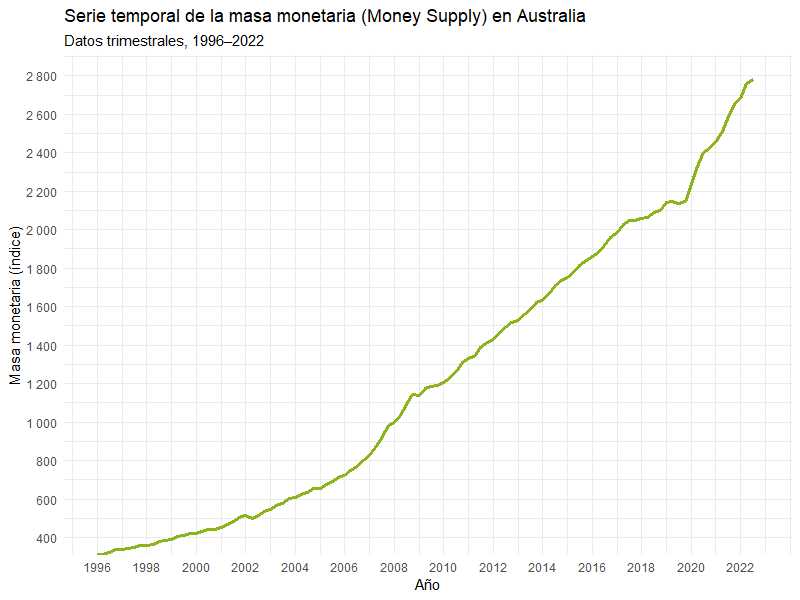 Serie temporal de la masa monetaria (Money Supply) en Australia
Datos trimestrales, 1996–2022
2 800
2 600
2 400
2 200
2 000
1 800
1 600
1 400
1 200
1 000
800
600
400
Masa monetaria (índice)
1996 1998 2000 2002 2004 2006 2008 2010 2012 2014 2016 2018 2020 2022
Año